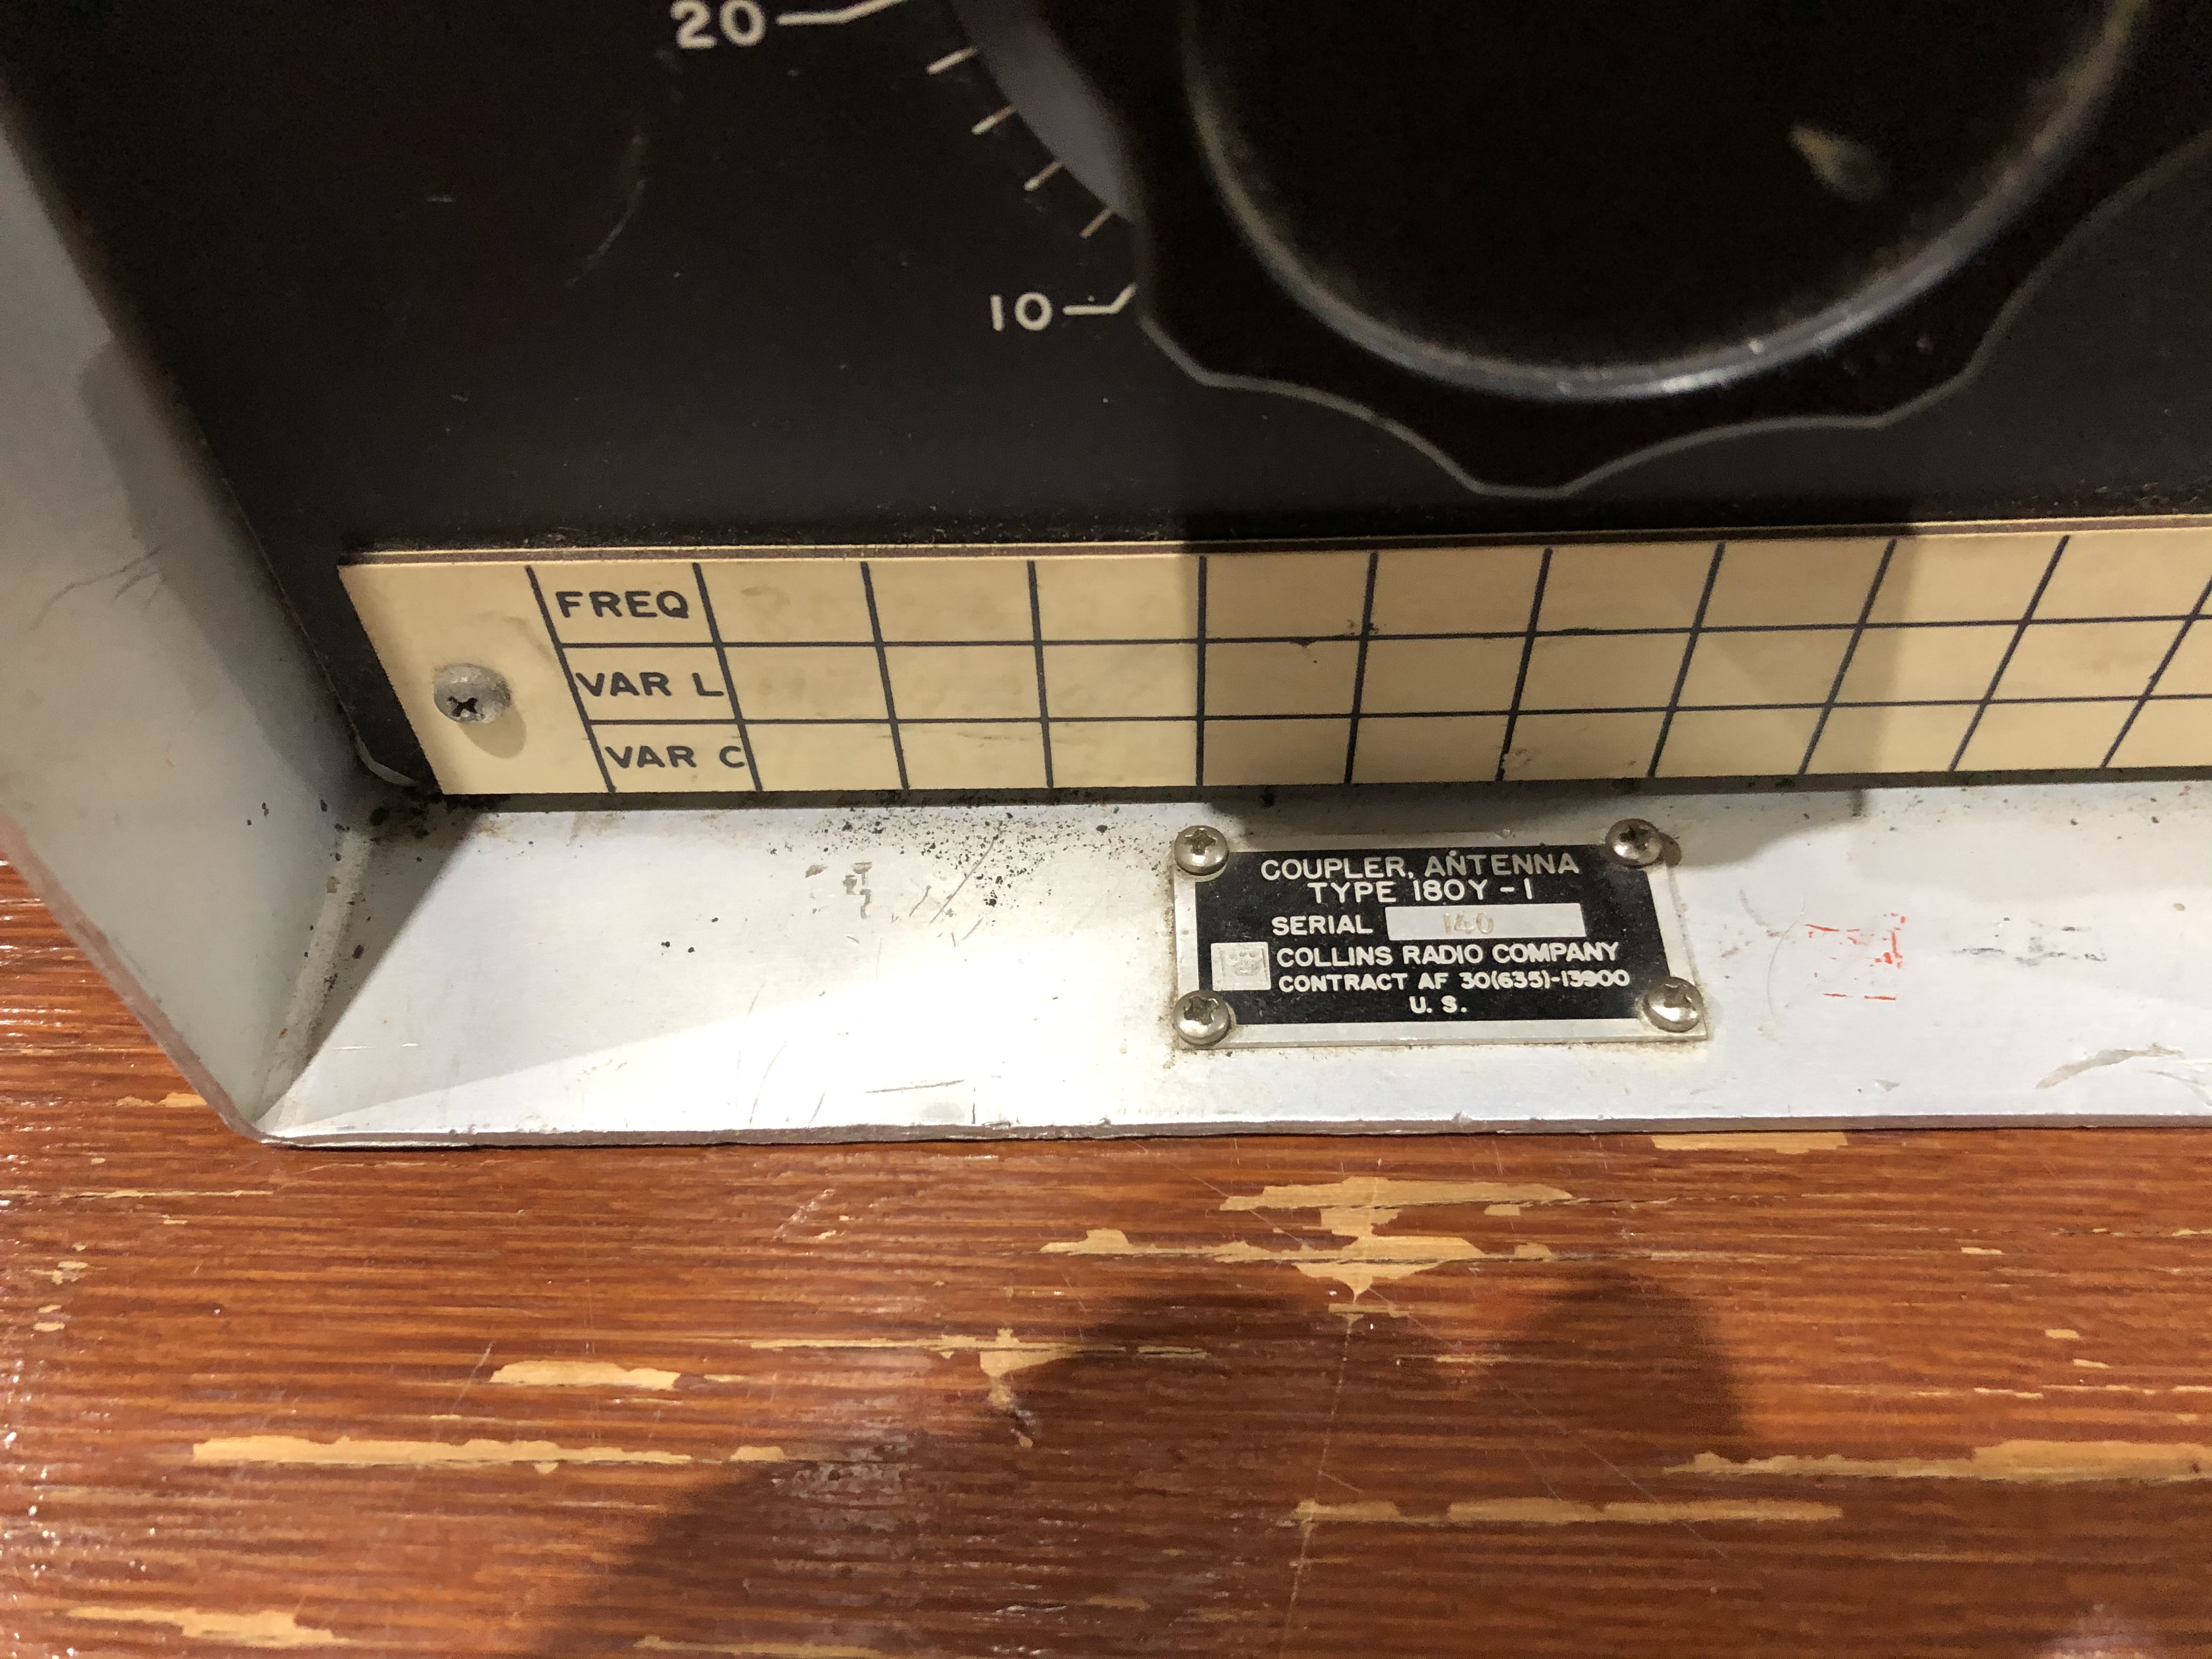 20
10
FREQ
VAR L
VAR C
COUPLER, ANTENNA
TYPE 180Y-1
SERIAL 140
COLLINS RADIO COMPANY
CONTRACT AF 30(635)-13900
U. S.